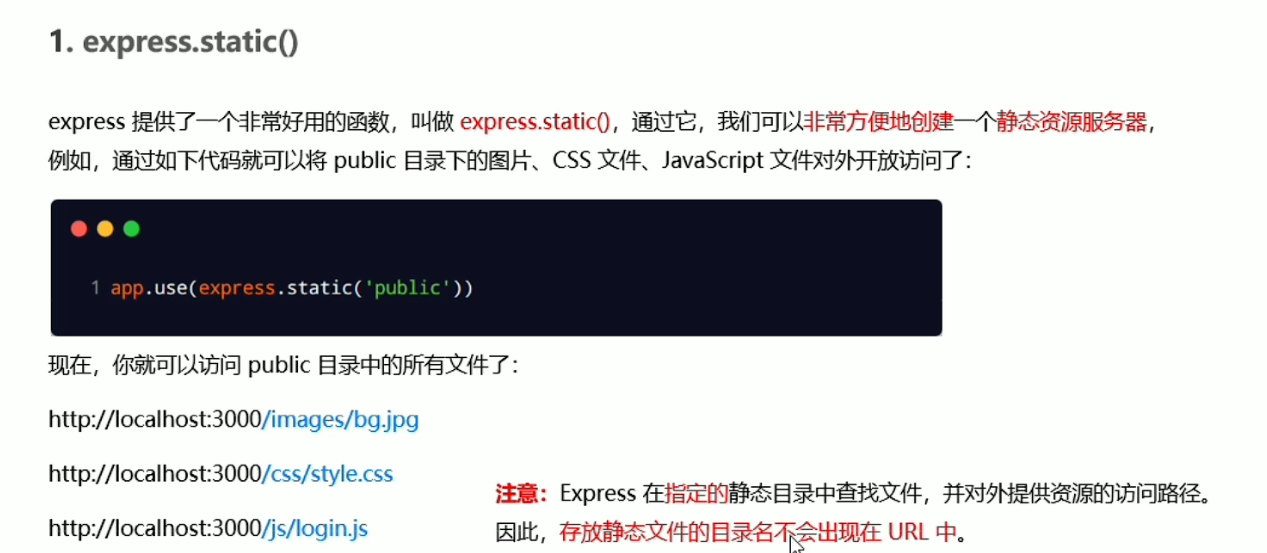 1. express.static()
express 提供了一个非常好用的函数，叫做 express.static()，通过它，我们可以非常方便地创建一个静态资源服务器，
例如，通过如下代码就可以将 public 目录下的图片、CSS 文件、JavaScript 文件对外开放访问了：
1 app.use(express.static('public'))
现在，你就可以访问 public 目录中的所有文件了：
http://localhost:3000/images/bg.jpg
http://localhost:3000/css/style.css
http://localhost:3000/js/login.js
注意：Express 在指定的静态目录中查找文件，并对外提供资源的访问路径。
因此，存放静态文件的目录名不会出现在 URL 中。